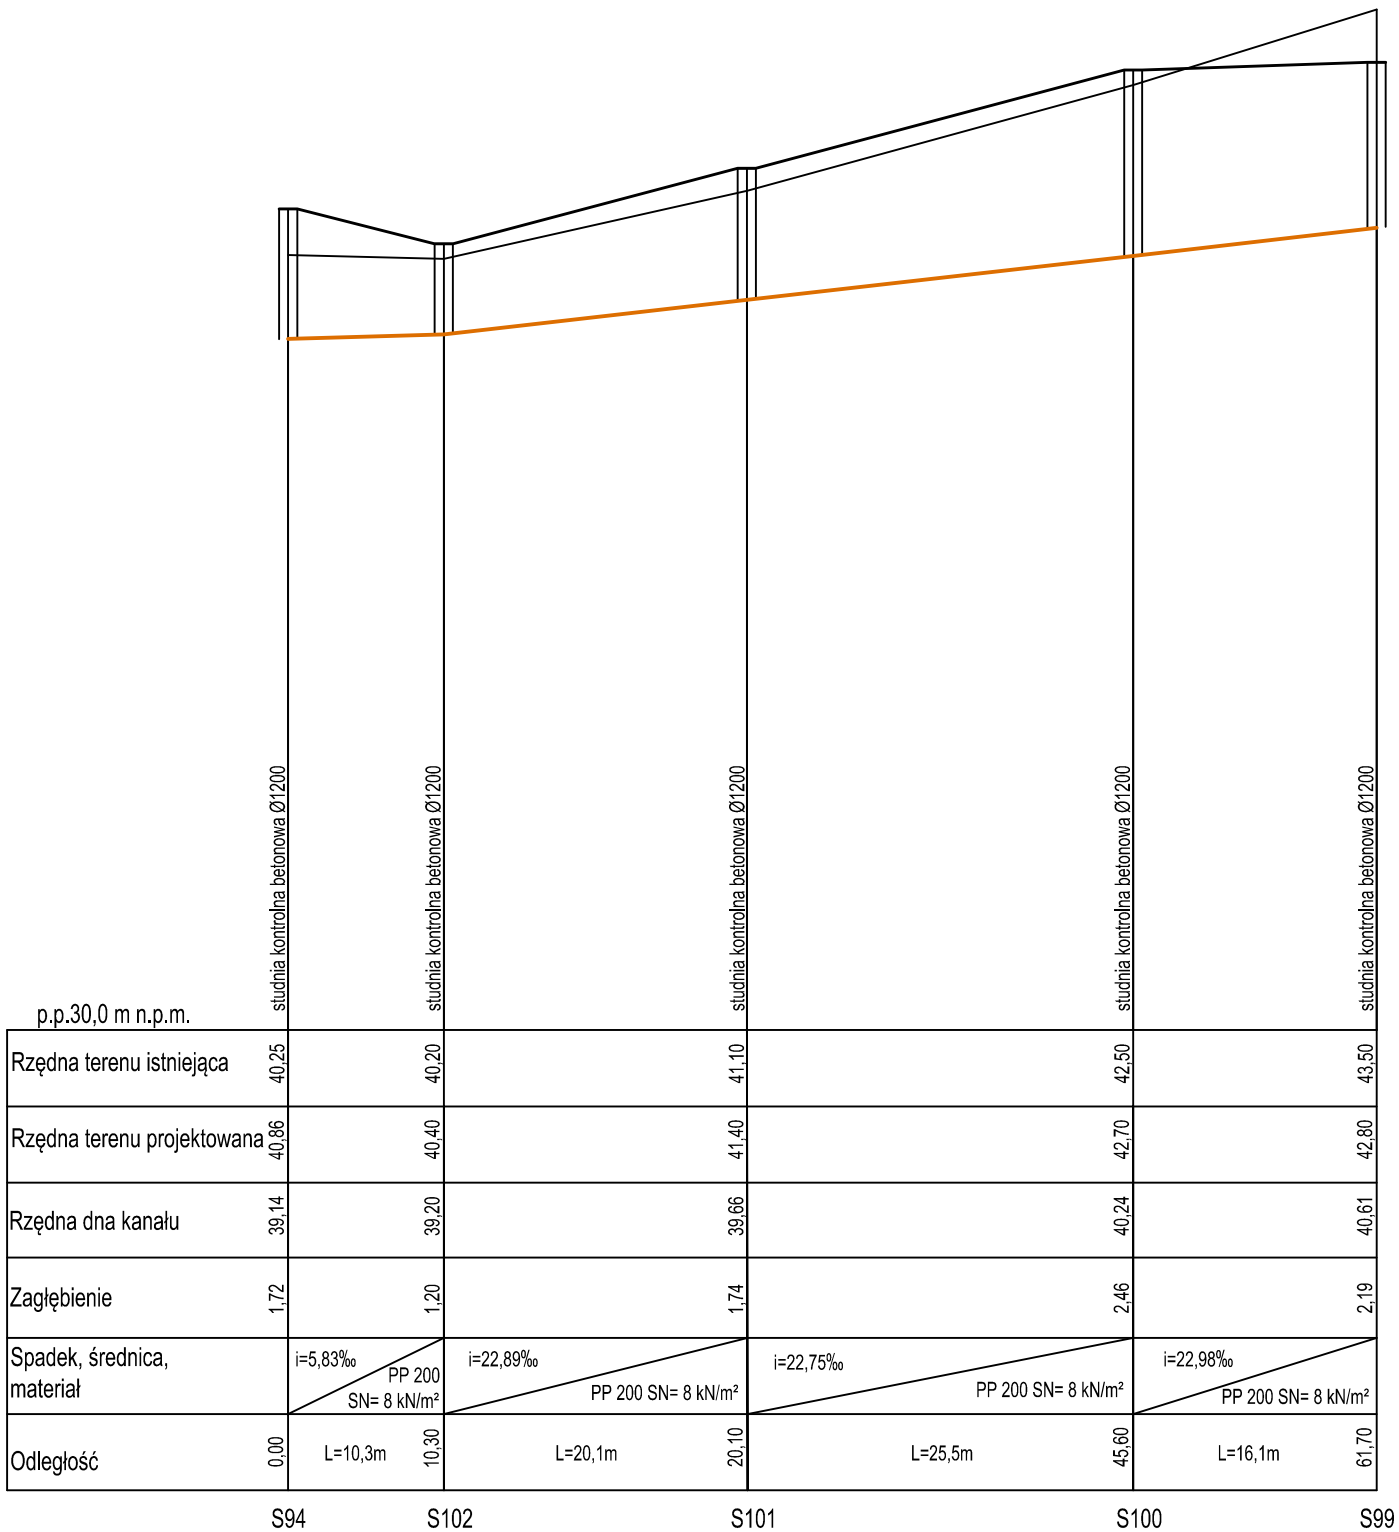 studnia kontrolna betonowa Ø1200
studnia kontrolna betonowa Ø1200
studnia kontrolna betonowa Ø1200
studnia kontrolna betonowa Ø1200
studnia kontrolna betonowa Ø1200
p.p.30,0 m n.p.m.
Rzędna terenu istniejąca 40,25 40,20 41,10 42,50 43,50
Rzędna terenu projektowana 40,86 40,40 41,40 42,70 42,80
Rzędna dna kanału 39,14 39,20 39,66 40,24 40,61
Zagłębienie 1,72 1,20 1,74 2,46 2,19
Spadek, średnica,
materiał
i=5,83‰
PP 200
SN= 8 kN/m²
i=22,89‰
PP 200 SN= 8 kN/m²
i=22,75‰
PP 200 SN= 8 kN/m²
i=22,98‰
PP 200 SN= 8 kN/m²
Odległość 0,00 L=10,3m 10,30 L=20,1m 20,10 L=25,5m 45,60 L=16,1m 61,70
S94 S102 S101 S100 S99